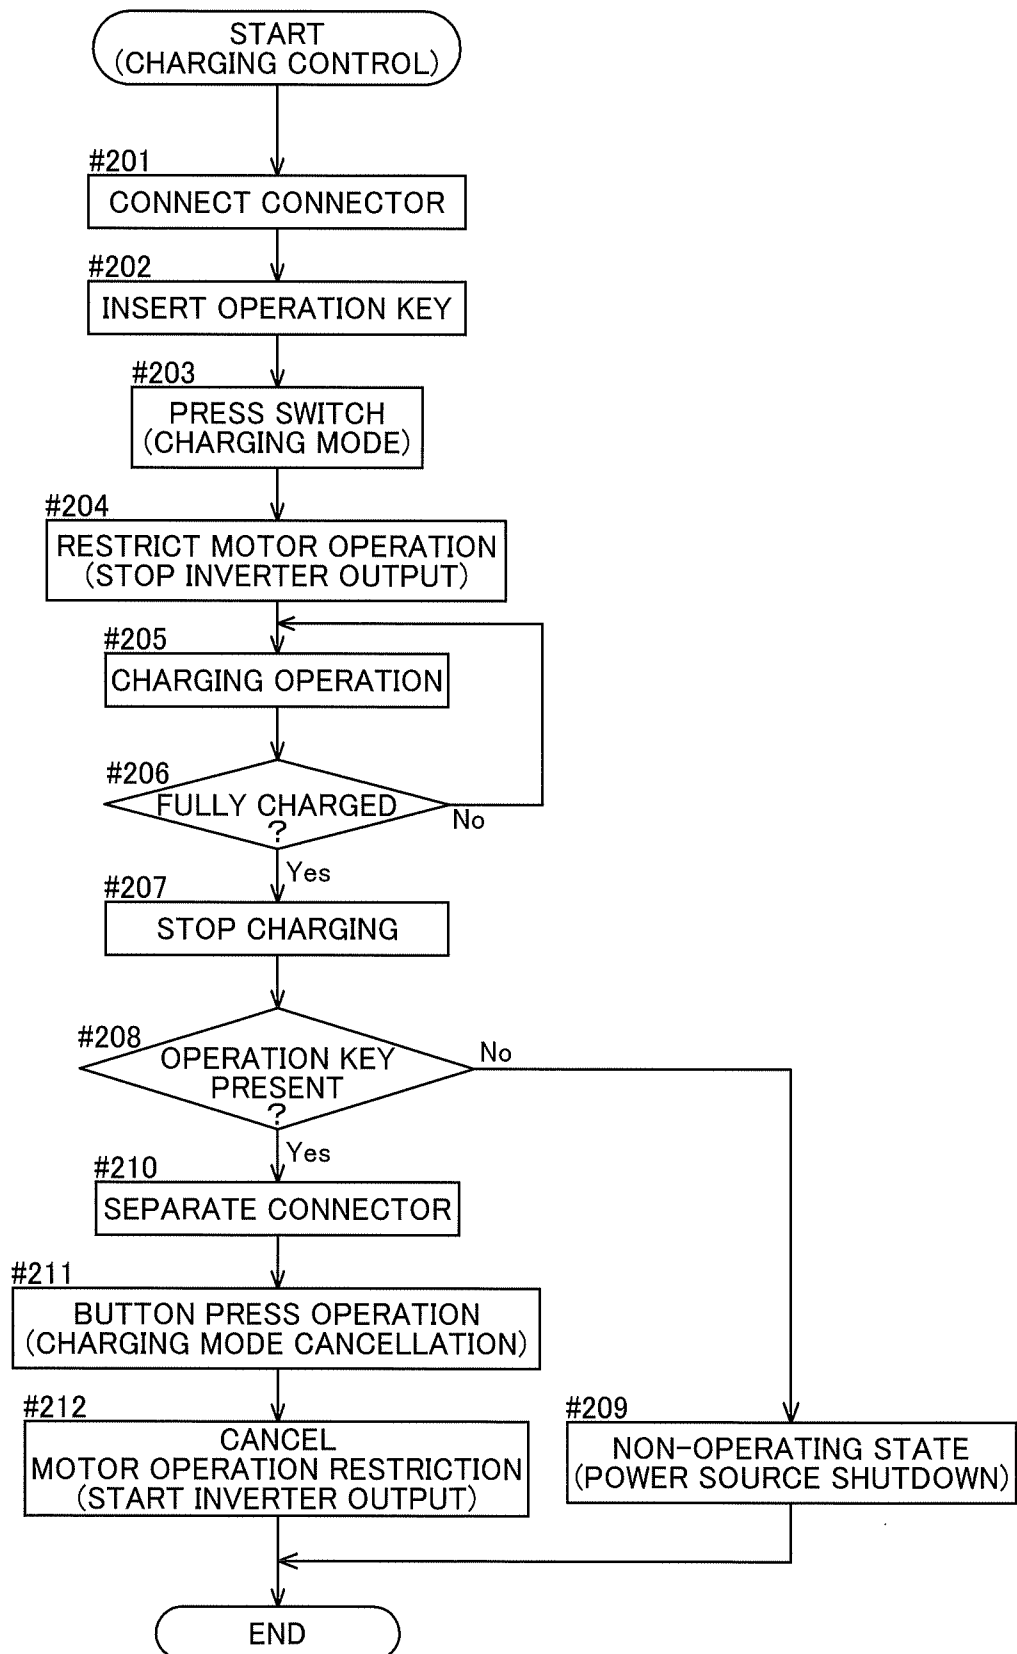 START
(CHARGING CONTROL)
#201
CONNECT CONNECTOR
#202
INSERT OPERATION KEY
#203
PRESS SWITCH
(CHARGING MODE)
#204
RESTRICT MOTOR OPERATION
(STOP INVERTER OUTPUT)
#205
CHARGING OPERATION
#206
FULLY CHARGED
?
No
Yes
#207
STOP CHARGING
#208
OPERATION KEY
PRESENT
?
No
Yes
#210
SEPARATE CONNECTOR
#211
BUTTON PRESS OPERATION
(CHARGING MODE CANCELLATION)
#212
CANCEL
MOTOR OPERATION RESTRICTION
(START INVERTER OUTPUT)
#209
NON-OPERATING STATE
(POWER SOURCE SHUTDOWN)
END